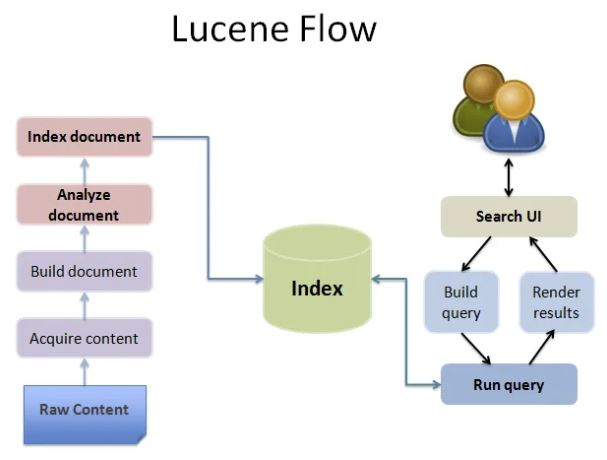 Lucene Flow
Index document
Analyze
document
Build document
Acquire content
Raw Content
Index
Search UI
Build
query
Render
results
Run query